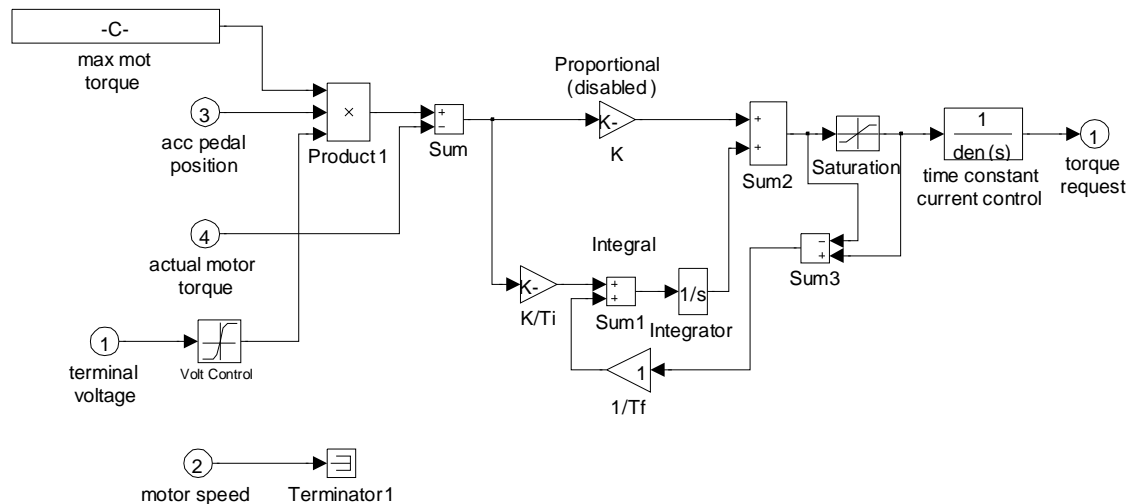 -C-
max mot
torque
3
acc pedal
position
×
Product1
+
−
Sum
4
actual motor
torque
1
terminal
voltage
Volt Control
2
motor speed
Terminator1
Proportional
(disabled)
K-
K
Integral
K-
K/Ti
+
+
Sum1
1/s
Integrator
1
1/Tf
+
+
Sum2
Saturation
−
+
Sum3
1
den(s)
time constant
current control
1
torque
request